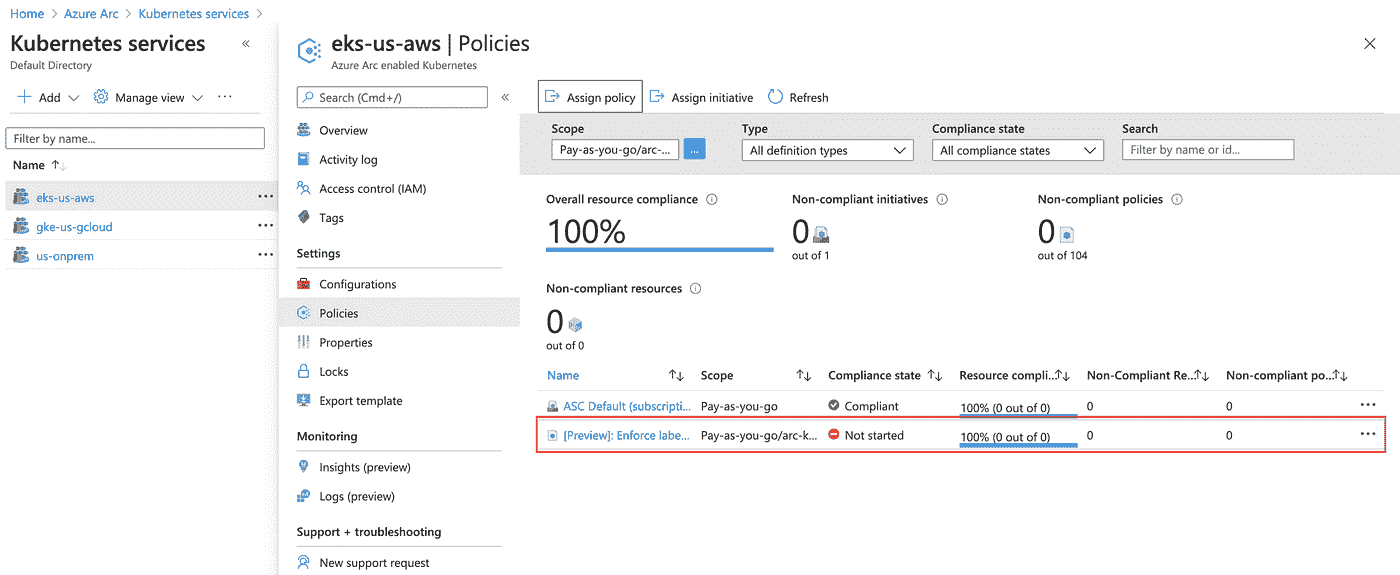 Home > Azure Arc > Kubernetes services >
Kubernetes services «
Default Directory
Add Manage view ...
Filter by name...
Name ↑↓
eks-us-aws ...
gke-us-gcloud ...
us-onprem ...
eks-us-aws | Policies
Azure Arc enabled Kubernetes
Search (Cmd+/) «
Overview
Activity log
Access control (IAM)
Tags
Settings
Configurations
Policies
Properties
Locks
Export template
Monitoring
Insights (preview)
Logs (preview)
Support + troubleshooting
New support request
Assign policy Assign initiative Refresh
Scope Type Compliance state Search
Pay-as-you-go/arc-... ... All definition types All compliance states Filter by name or id...
Overall resource compliance Non-compliant initiatives Non-compliant policies
100% 0 0
out of 1 out of 104
Non-compliant resources
0
out of 0
Name ↑↓ Scope ↑↓ Compliance state ↑↓ Resource compli...↑↓ Non-Compliant Re...↑↓ Non-compliant po...↑↓
ASC Default (subscripti... Pay-as-you-go Compliant 100% (0 out of 0) 0 0 ...
[Preview]: Enforce labe... Pay-as-you-go/arc-k... Not started 100% (0 out of 0) 0 0 ...